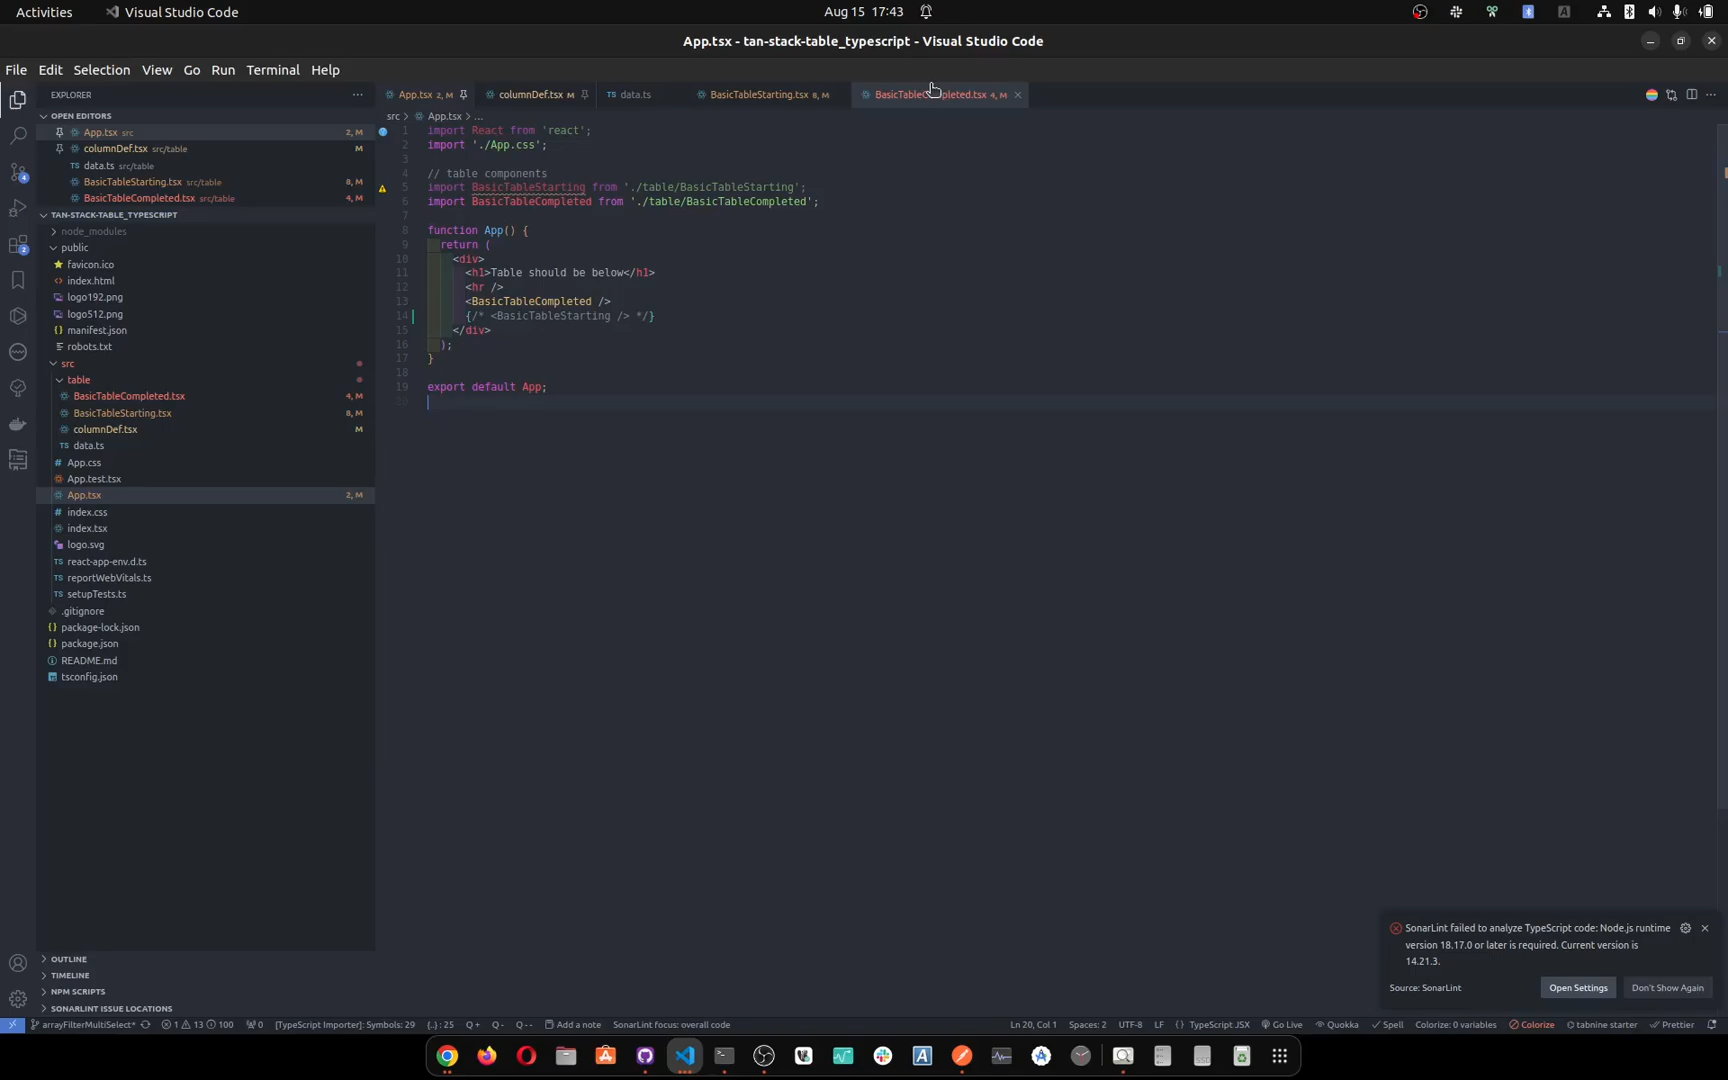 Activities Visual Studio Code Aug 15 17:43
App.tsx - tan-stack-table_typescript - Visual Studio Code
File Edit Selection View Go Run Terminal Help
EXPLORER
OPEN EDITORS
App.tsx src 2, M
columnDef.tsx src/table M
data.ts src/table
BasicTableStarting.tsx src/table 8, M
BasicTableCompleted.tsx src/table 4, M
TAN-STACK-TABLE_TYPESCRIPT
node_modules
public
favicon.ico
index.html
logo192.png
logo512.png
manifest.json
robots.txt
src
table
BasicTableCompleted.tsx 4, M
BasicTableStarting.tsx 8, M
columnDef.tsx M
TS data.ts
# App.css
App.test.tsx
App.tsx 2, M
# index.css
index.tsx
logo.svg
TS react-app-env.d.ts
TS reportWebVitals.ts
TS setupTests.ts
.gitignore
{} package-lock.json
{} package.json
README.md
tsconfig.json
OUTLINE
TIMELINE
NPM SCRIPTS
SONARLINT ISSUE LOCATIONS
App.tsx 2, M columnDef.tsx M TS data.ts BasicTableStarting.tsx 8, M BasicTableCompleted.tsx 4, M
src > App.tsx > ...
1 import React from 'react';
2 import './App.css';
3
4 // table components
5 import BasicTableStarting from './table/BasicTableStarting';
6 import BasicTableCompleted from './table/BasicTableCompleted';
7
8 function App() {
9 return (
10 <div>
11 <h1>Table should be below</h1>
12 <hr />
13 <BasicTableCompleted />
14 {/* <BasicTableStarting /> */}
15 </div>
16 );
17 }
18
19 export default App;
20
SonarLint failed to analyze TypeScript code: Node.js runtime
version 18.17.0 or later is required. Current version is
14.21.3.
Source: SonarLint Open Settings Don't Show Again
arrayFilterMultiSelect* 1 13 100 0 [TypeScript Importer]: Symbols: 29 {..} : 25 Q+ Q- Q-- Add a note SonarLint focus: overall code Ln 20, Col 1 Spaces: 2 UTF-8 LF {} TypeScript JSX Go Live Quokka Spell Colorize: 0 variables Colorize tabnine starter Prettier